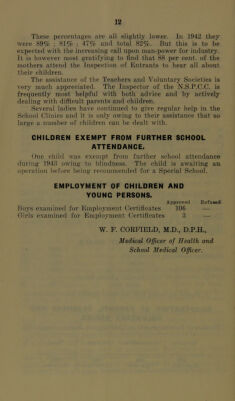 12
These percentages are all slightly lower. In 1942 they
were 89% ; 81% ; 47% and total 82%. But this is to be
expected with the increasing call upon man-power for industry.
It is however most gratifying to find that 88 per cent. of the
mothers attend the Inspection of Entrants to hear all about
their children.
The assistance of the Teachers and Voluntary Societies is
very much appreciated. The Inspector of the N.S.P.C.C. is
frequently most helpful with both advice and by actively
dealing with difficult parents and children.
Several ladies have continued to give regular help in the
School Clinics and it is only owing to their assistance that so
large a number of children can be dealt with.
CHILDREN EXEMPT FROM FURTHER SCHOOL
ATTENDANCE.
One child was exempt from further school attendance
during 1943 owing to blindness. The child is awaiting an
operation before being recommended for a Special School.
EMPLOYMENT OF CHILDREN AND
YOUNG PERSONS.
Approved Refused
Boys examined for Employment Certificates 106 —
Girls examined for Employment Certificates 3 —
W. F. CORFIELD, M.D., D.P.H.,
Medical Officer of Health and
School Medical Officer.